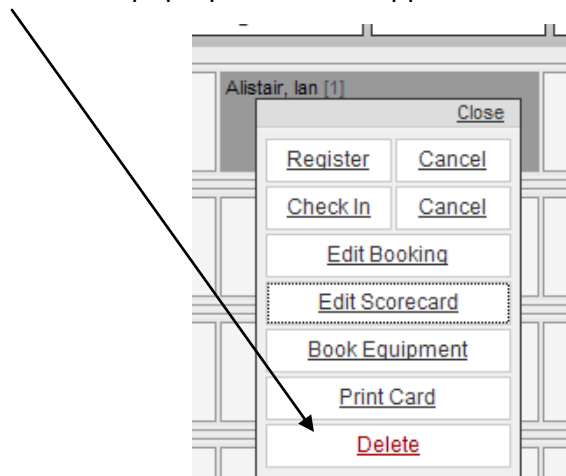 Alistair, Ian [1]
Close
Register Cancel
Check In Cancel
Edit Booking
Edit Scorecard
Book Equipment
Print Card
Delete